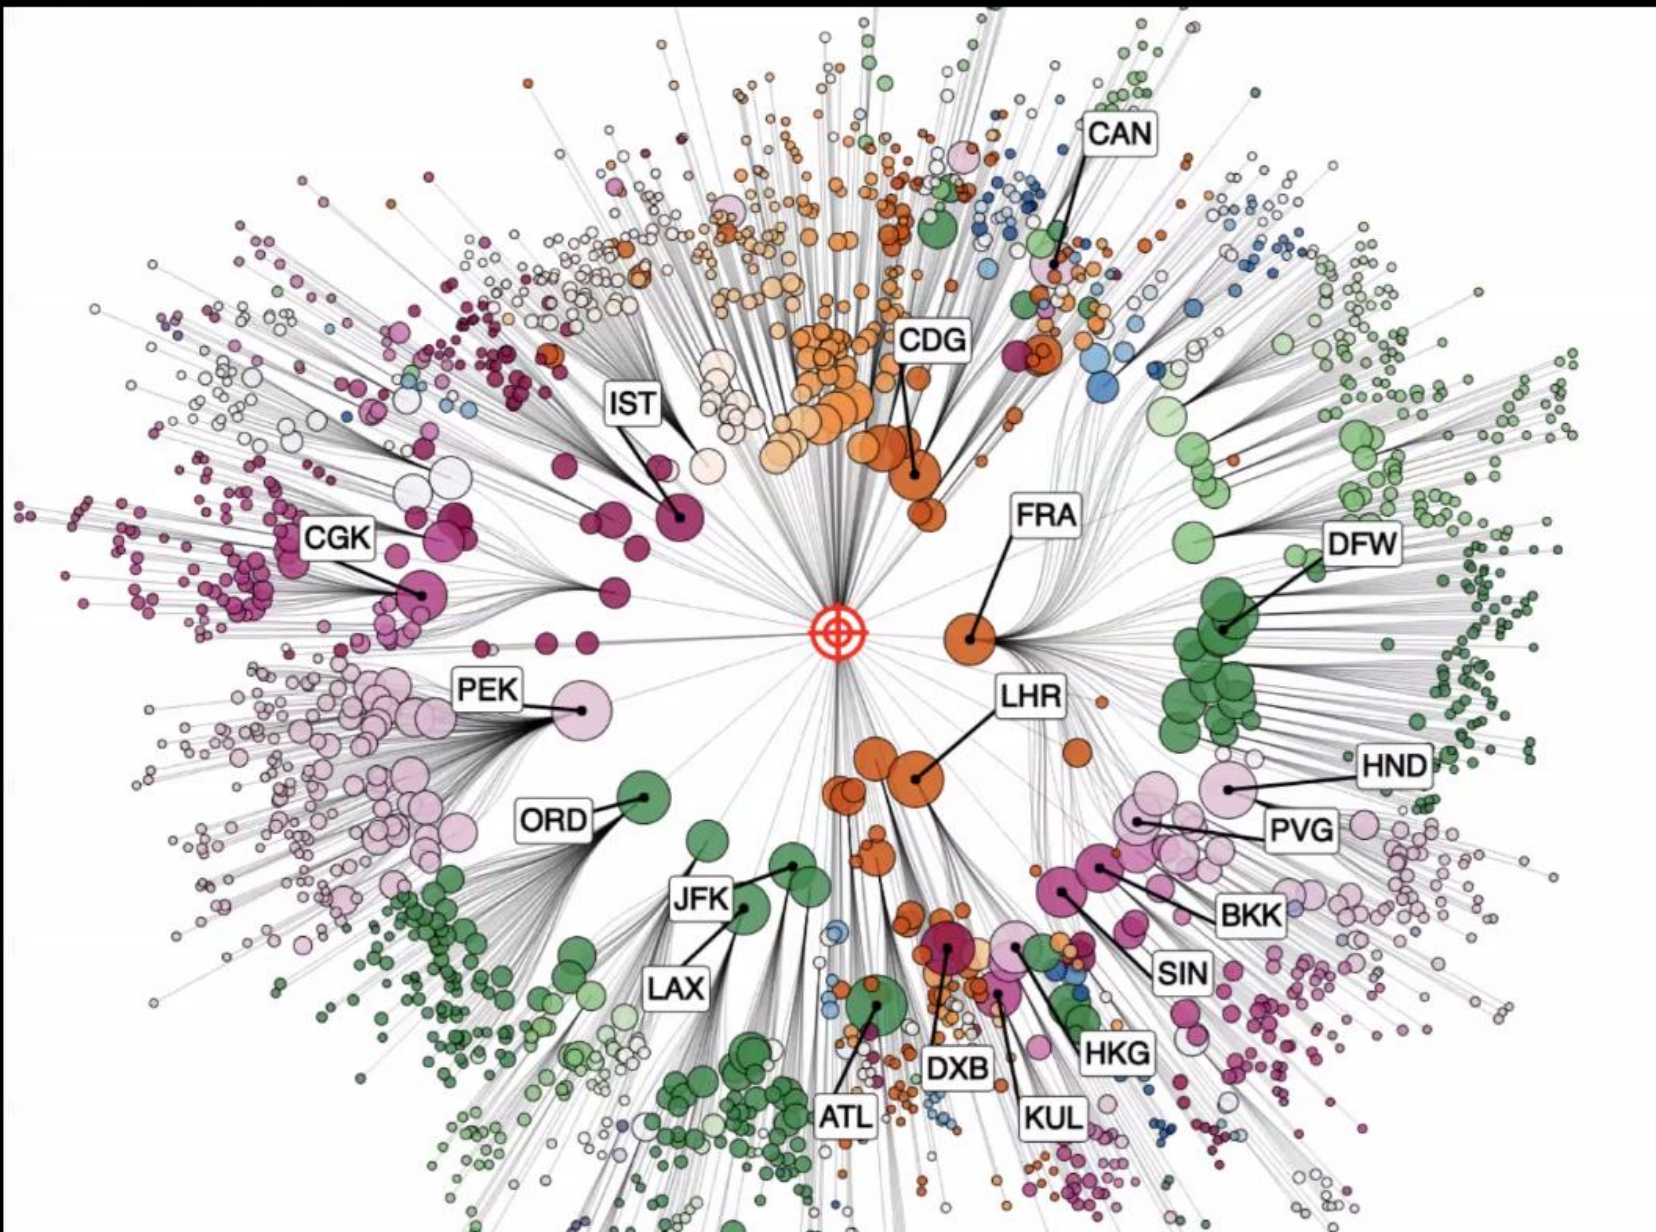 CAN
CDG
IST
FRA
CGK
DFW
PEK
LHR
HND
ORD
PVG
JFK
BKK
LAX
SIN
HKG
DXB
ATL
KUL